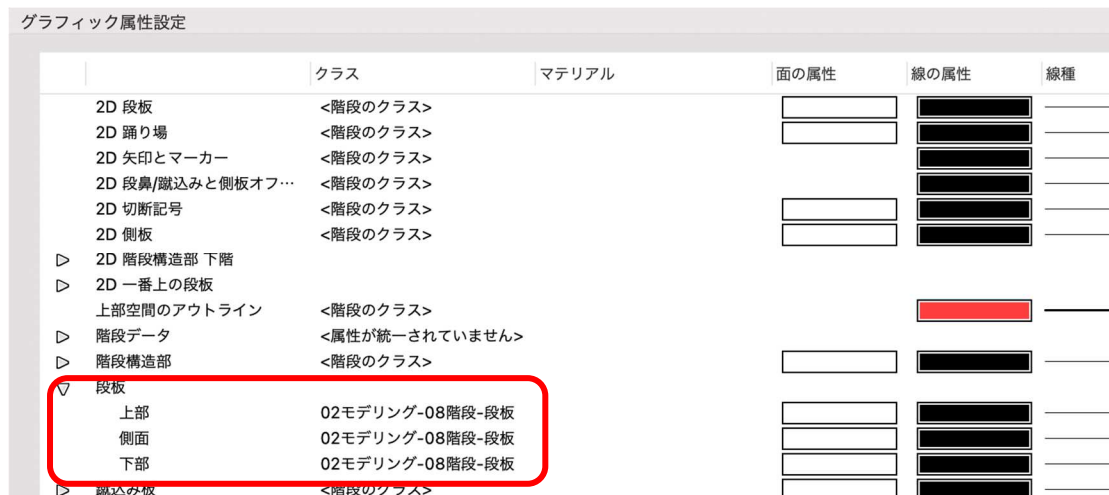 グラフィック属性設定
クラス マテリアル 面の属性 線の属性 線種
2D 段板 <階段のクラス>
2D 踊り場 <階段のクラス>
2D 矢印とマーカー <階段のクラス>
2D 段鼻/蹴込みと側板オフ… <階段のクラス>
2D 切断記号 <階段のクラス>
2D 側板 <階段のクラス>
2D 階段構造部 下階
2D 一番上の段板
上部空間のアウトライン <階段のクラス>
階段データ <属性が統一されていません>
階段構造部 <階段のクラス>
段板
上部 02モデリング-08階段-段板
側面 02モデリング-08階段-段板
下部 02モデリング-08階段-段板
蹴込み板 <階段のクラス>